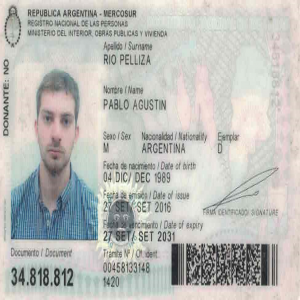 REPUBLICA ARGENTINA - MERCOSUR
REGISTRO NACIONAL DE LAS PERSONAS
MINISTERIO DEL INTERIOR, OBRAS PUBLICAS Y VIVIENDA
Apellido / Surname
RIO PELLIZA
Nombre / Name
PABLO AGUSTIN
Sexo / Sex Nacionalidad / Nationality Ejemplar
M ARGENTINA D
Fecha de nacimiento / Date of birth
04 DIC/ DEC 1989
Fecha de emisión / Date of issue
27 SET/ SET 2016
FIRMA CERTIFICADO/ SIGNATURE
Fecha de vencimiento / Date of expiry
27 SET/ SET 2031
Documento / Document
Tramite Nº / Of. ident.
34.818.812
00458133148
1420
DONANTE: NO